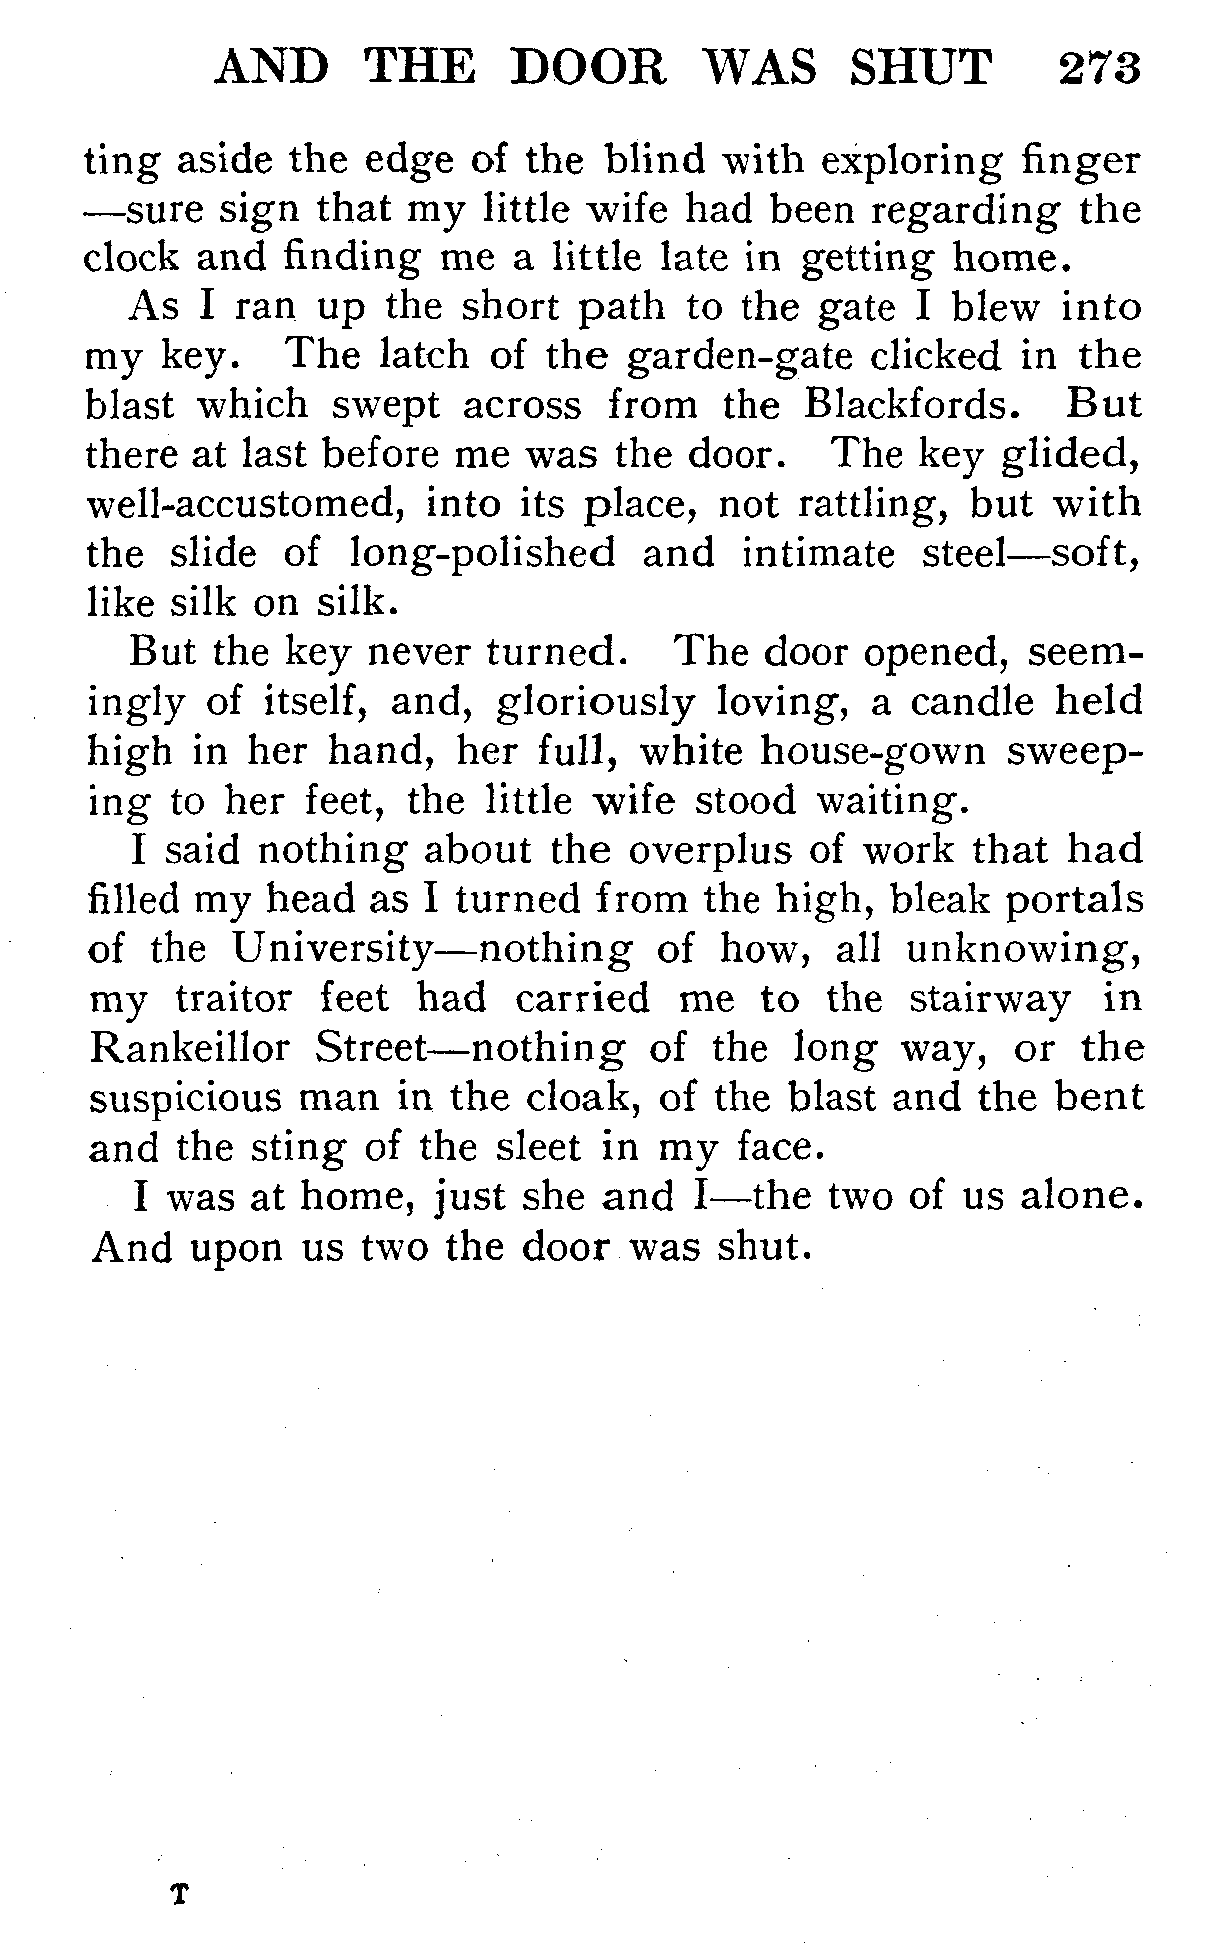 AND THE DOOR WAS SHUT 273
ting aside the edge of the blind with exploring finger
—sure sign that my little wife had been regarding the
clock and finding me a little late in getting home.
As I ran up the short path to the gate I blew into
my key. The latch of the garden-gate clicked in the
blast which swept across from the Blackfords. But
there at last before me was the door. The key glided,
well-accustomed, into its place, not rattling, but with
the slide of long-polished and intimate steel—soft,
like silk on silk.
But the key never turned. The door opened, seem-
ingly of itself, and, gloriously loving, a candle held
high in her hand, her full, white house-gown sweep-
ing to her feet, the little wife stood waiting.
I said nothing about the overplus of work that had
filled my head as I turned from the high, bleak portals
of the University—nothing of how, all unknowing,
my traitor feet had carried me to the stairway in
Rankeillor Street—nothing of the long way, or the
suspicious man in the cloak, of the blast and the bent
and the sting of the sleet in my face.
I was at home, just she and I—the two of us alone.
And upon us two the door was shut.
T